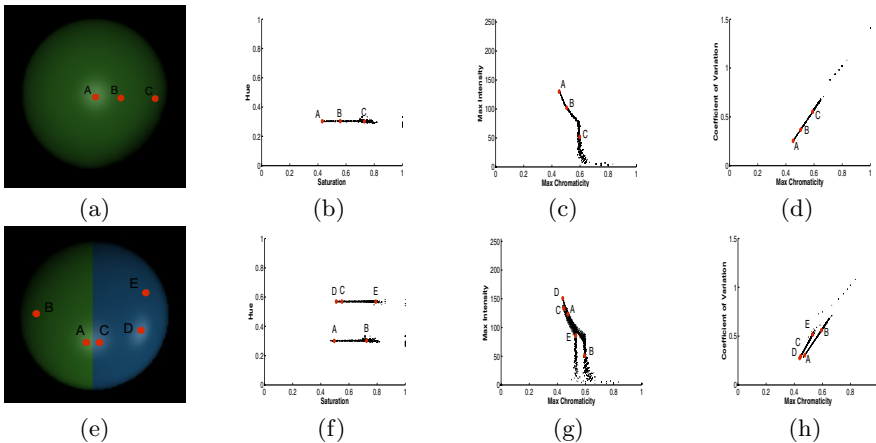 A B C
1
0.8
0.6
0.4
0.2
0
Hue
A B C
0 0.2 0.4 0.6 0.8 1
Saturation
250
200
150
100
50
0
Max Intensity
A
B
C
0 0.2 0.4 0.6 0.8 1
Max Chromaticity
1.5
1
0.5
0
Coefficient of Variation
A
B
C
0 0.2 0.4 0.6 0.8 1
Max Chromaticity
(a) (b) (c) (d)
B
A C
D
E
1
0.8
0.6
0.4
0.2
0
Hue
D C E
A B
0 0.2 0.4 0.6 0.8 1
Saturation
250
200
150
100
50
0
Max Intensity
D
C A
E
B
0 0.2 0.4 0.6 0.8 1
Max Chromaticity
1.5
1
0.5
0
Coefficient of Variation
E
B
C
D A
0 0.2 0.4 0.6 0.8 1
Max Chromaticity
(e) (f) (g) (h)